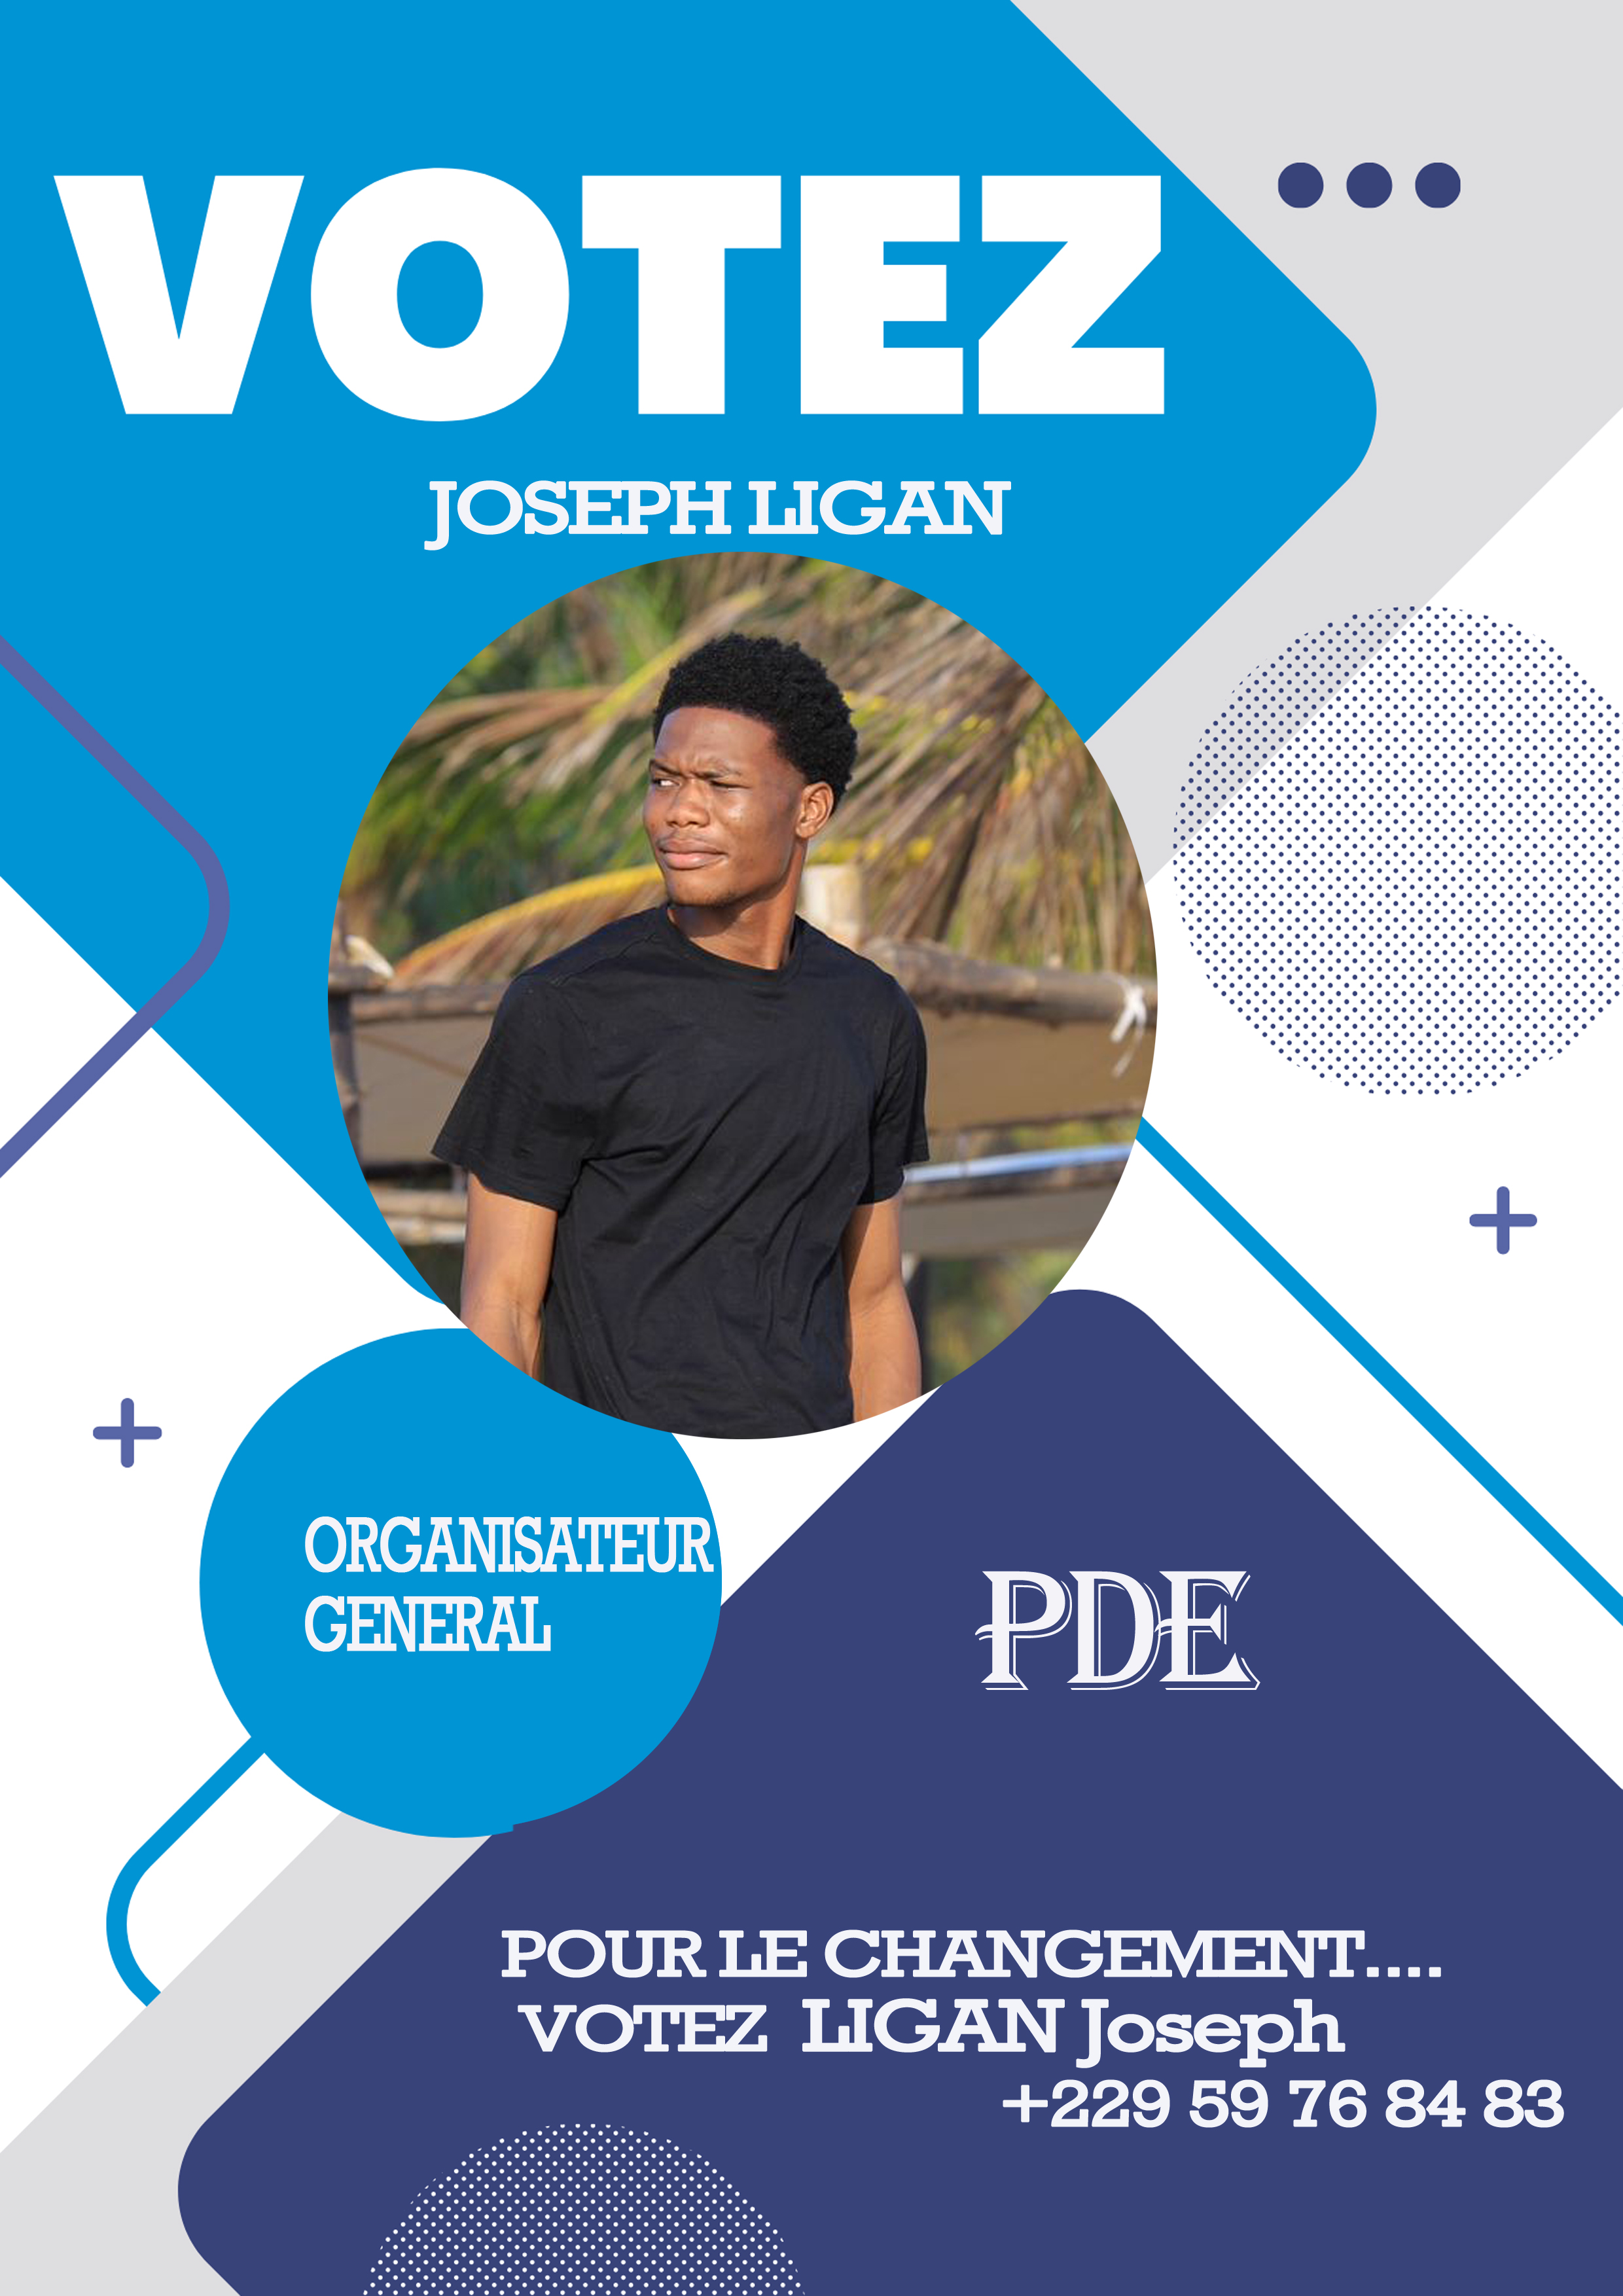 VOTEZ
JOSEPH LIGAN
ORGANISATEUR
GENERAL
PDE
POUR LE CHANGEMENT....
VOTEZ LIGAN Joseph
+229 59 76 84 83